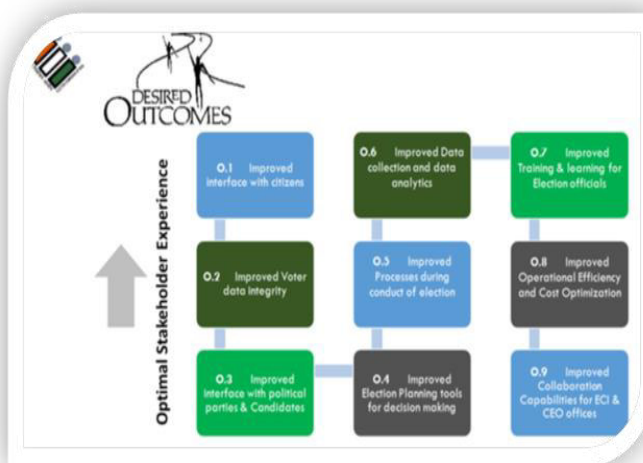 DESIRED
OUTCOMES
Optimal Stakeholder Experience
O.1 Improved
interface with citizens
O.2 Improved Voter
data Integrity
O.3 Improved
interface with political
parties & Candidates
O.4 Improved
Election Planning tools
for decision making
O.5 Improved
Processes during
conduct of election
O.6 Improved Data
collection and data
analytics
O.7 Improved
Training & learning for
Election officials
O.8 Improved
Operational Efficiency
and Cost Optimization
O.9 Improved
Collaboration
Capabilities for ECI &
CEO offices